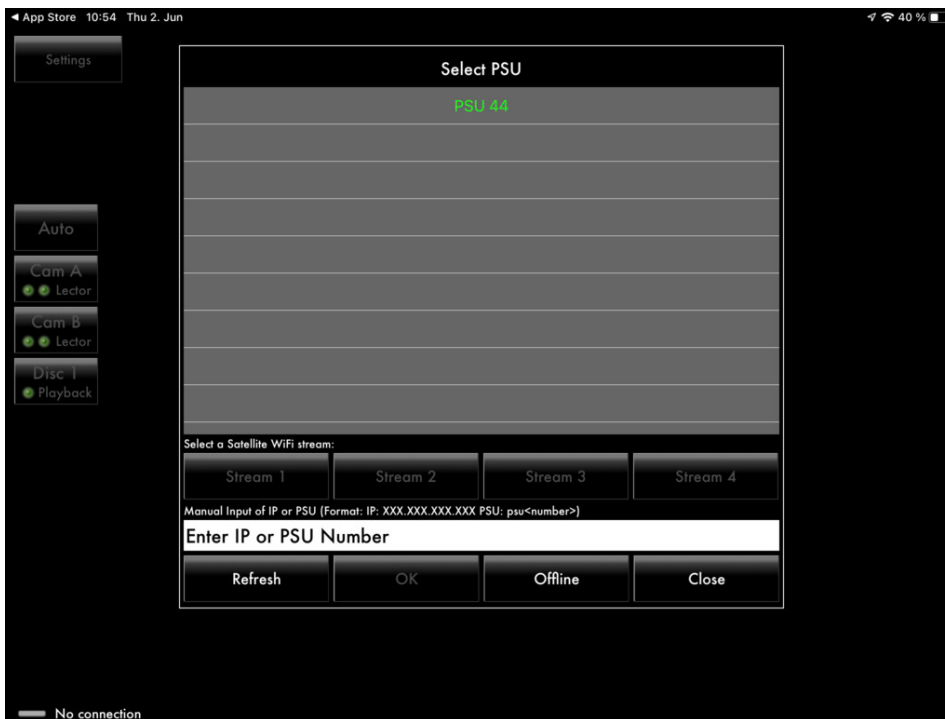 App Store 10:54 Thu 2. Jun 40 %
Settings
Select PSU
PSU 44
Auto
Cam A
Lector
Cam B
Lector
Disc 1
Playback
Select a Satellite WiFi stream:
Stream 1 Stream 2 Stream 3 Stream 4
Manual Input of IP or PSU (Format: IP: XXX.XXX.XXX.XXX PSU: psu<number>)
Enter IP or PSU Number
Refresh OK Offline Close
No connection